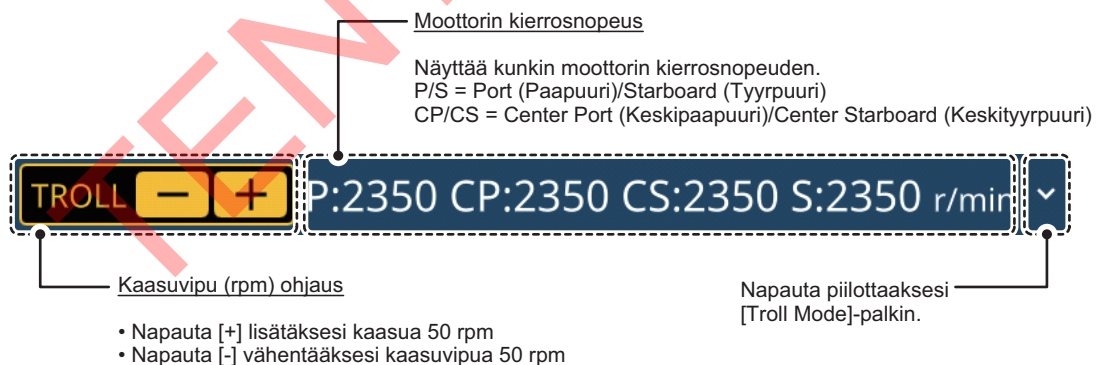 Moottorin kierrosnopeus
Näyttää kunkin moottorin kierrosnopeuden.
P/S = Port (Paapuuri)/Starboard (Tyyrpuuri)
CP/CS = Center Port (Keskipaapuuri)/Center Starboard (Keskityyrpuuri)
TROLL − + P:2350 CP:2350 CS:2350 S:2350 r/min
Kaasuvipu (rpm) ohjaus
• Napauta [+] lisätäksesi kaasua 50 rpm
• Napauta [-] vähentääksesi kaasuvipua 50 rpm
Napauta piilottaaksesi
[Troll Mode]-palkin.
TENT